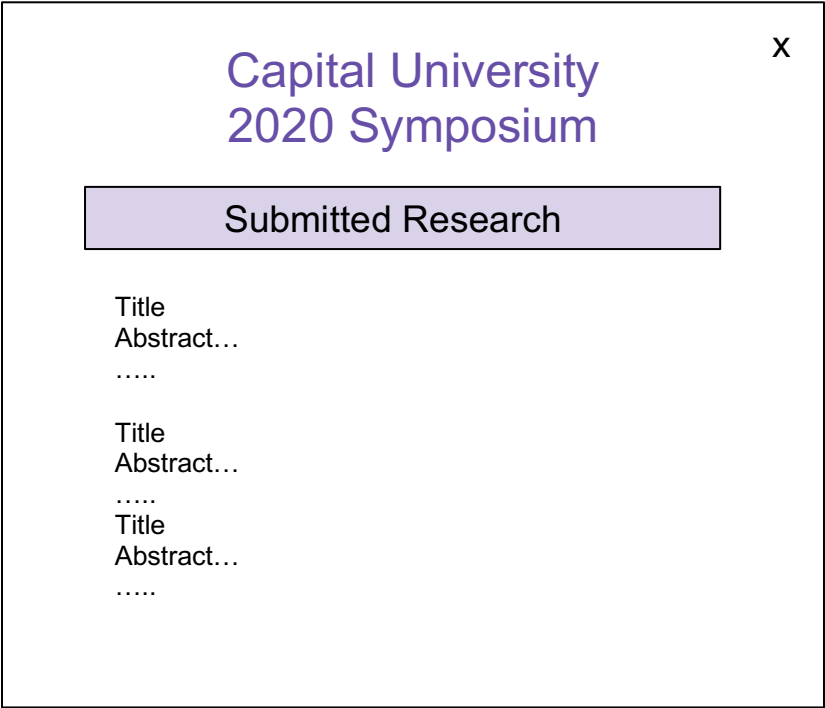 x
Capital University
2020 Symposium
Submitted Research
Title
Abstract…
…..
Title
Abstract…
…..
Title
Abstract…
…..